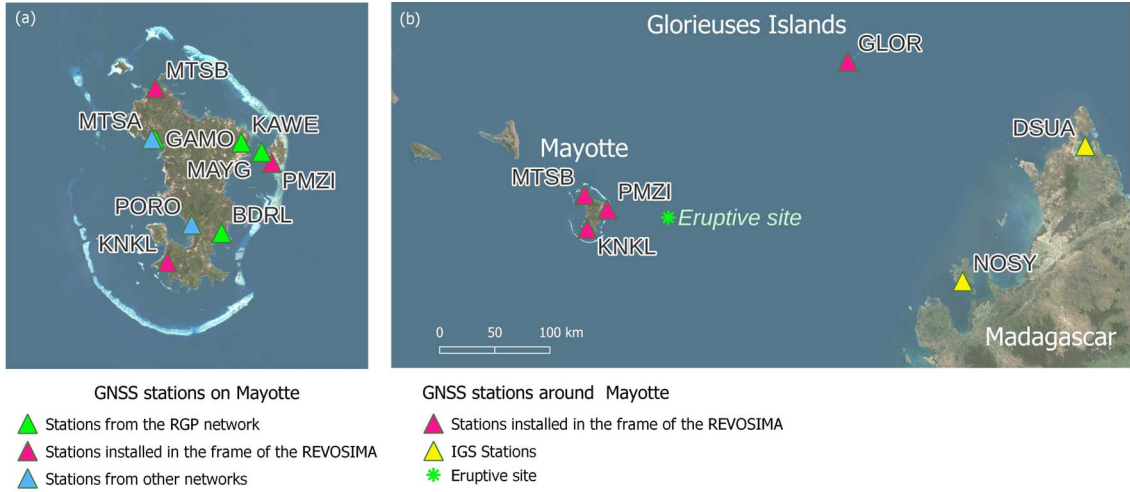 (a)
MTSB
MTSA
GAMO
KAWE
MAYG
PMZI
PORO
BDRL
KNKL
(b)
Glorieuses Islands
GLOR
DSUA
Mayotte
MTSB
PMZI
Eruptive site
KNKL
NOSY
0 50 100 km
Madagascar
GNSS stations on Mayotte
Stations from the RGP network
Stations installed in the frame of the REVOSIMA
Stations from other networks
GNSS stations around Mayotte
Stations installed in the frame of the REVOSIMA
IGS Stations
Eruptive site